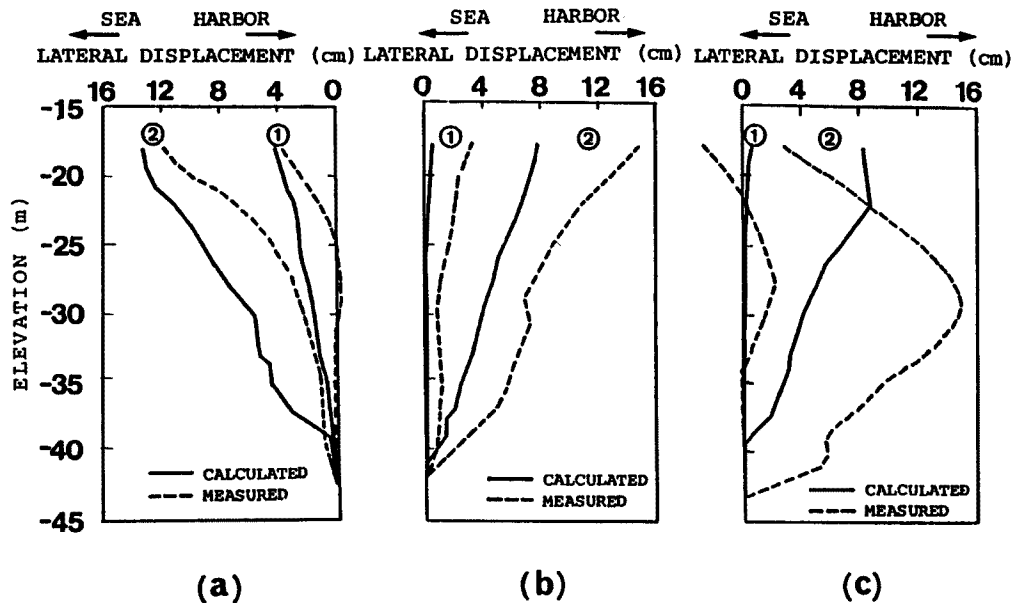 SEA HARBOR SEA HARBOR SEA HARBOR
LATERAL DISPLACEMENT (cm) LATERAL DISPLACEMENT (cm) LATERAL DISPLACEMENT (cm)
16 12 8 4 0 0 4 8 12 16 0 4 8 12 16
-15
② ① ① ② ① ②
-20
-25
ELEVATION (m)
-30
-35
-40
CALCULATED CALCULATED CALCULATED
MEASURED MEASURED MEASURED
-45
(a) (b) (c)